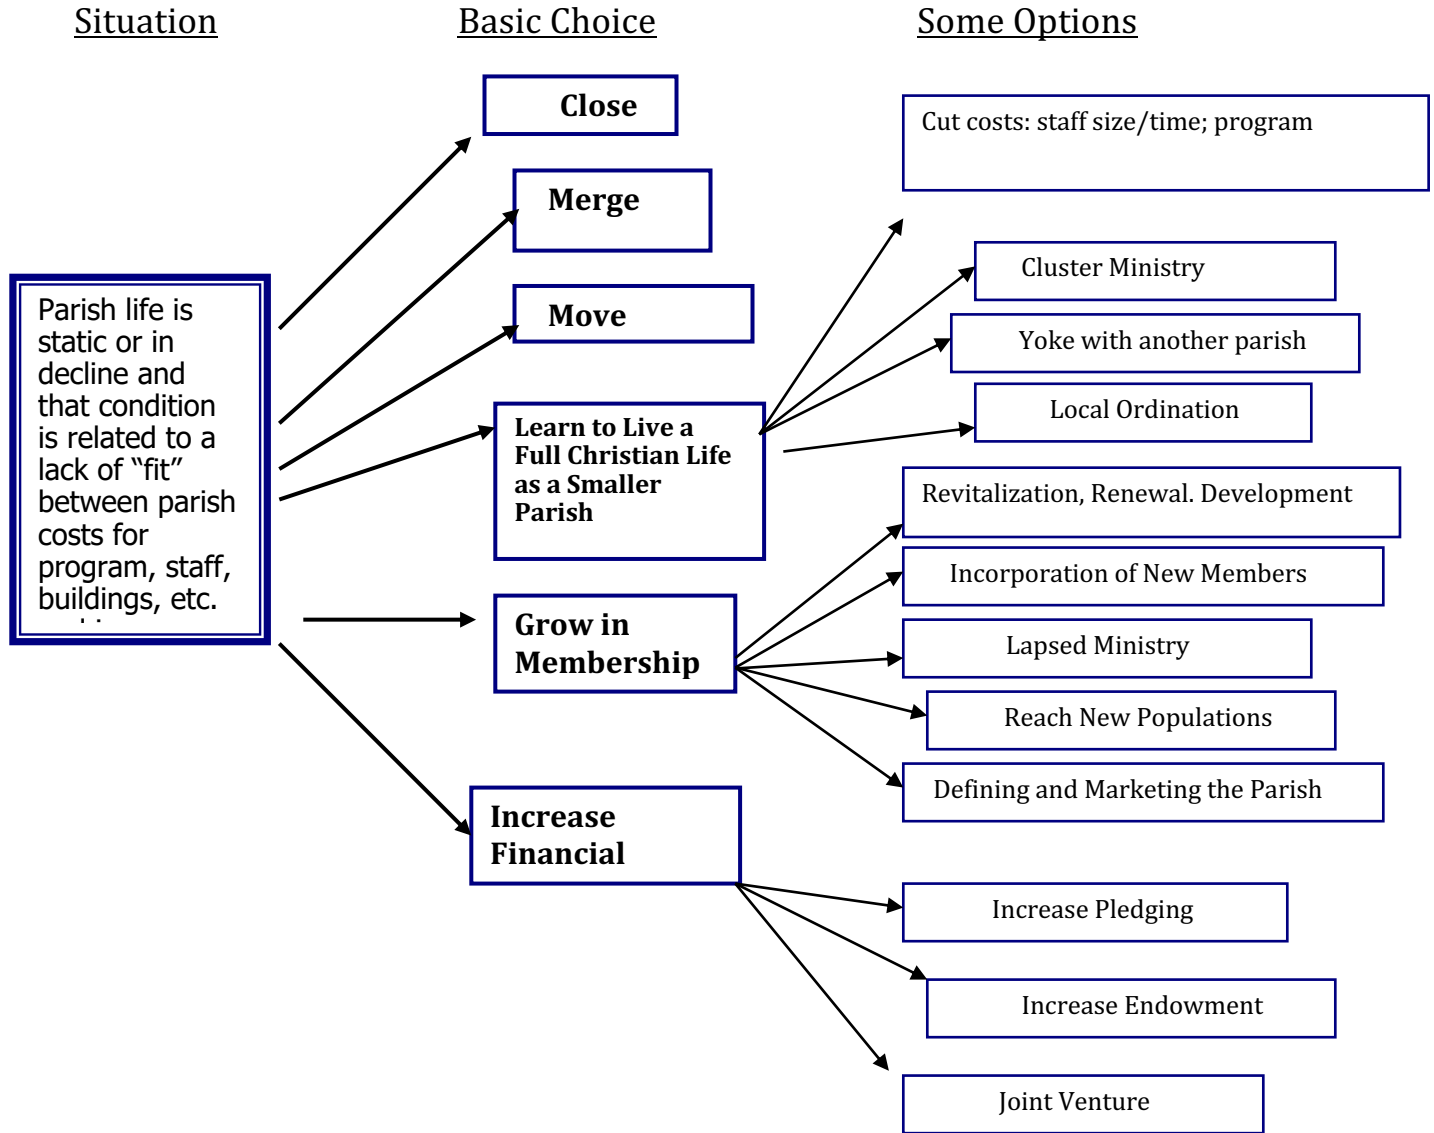 Situation
Basic Choice
Some Options
Parish life is
static or in
decline and
that condition
is related to a
lack of “fit”
between parish
costs for
program, staff,
buildings, etc.
Close
Merge
Move
Learn to Live a
Full Christian Life
as a Smaller
Parish
Grow in
Membership
Increase
Financial
Cut costs: staff size/time; program
Cluster Ministry
Yoke with another parish
Local Ordination
Revitalization, Renewal. Development
Incorporation of New Members
Lapsed Ministry
Reach New Populations
Defining and Marketing the Parish
Increase Pledging
Increase Endowment
Joint Venture